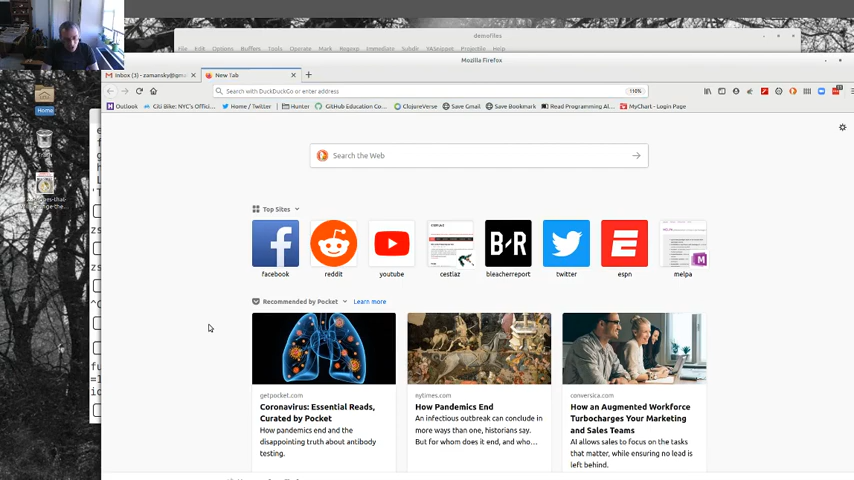 demofiles
File Edit Options Buffers Tools Operate Mark Regexp Immediate Subdir YASnippet Projectile Help
Mozilla Firefox
Inbox (3) - zamansky@gm
New Tab
Search with DuckDuckGo or enter address
110%
Outlook Citi Bike: NYC's Offici... Home / Twitter Hunter GitHub Education Co... ClojureVerse Save Gmail Save Bookmark Read Programming Al... MyChart - Login Page
Home
Search the Web
Top Sites
facebook reddit youtube cestlaz bleacherreport twitter espn melpa
Recommended by Pocket Learn more
getpocket.com
Coronavirus: Essential Reads,
Curated by Pocket
How pandemics end and the
disappointing truth about antibody
testing.
nytimes.com
How Pandemics End
An infectious outbreak can conclude in
more ways than one, historians say.
But for whom does it end, and who...
conversica.com
How an Augmented Workforce
Turbocharges Your Marketing
and Sales Teams
AI allows sales to focus on the tasks
that matter, while ensuring no lead is
left behind.